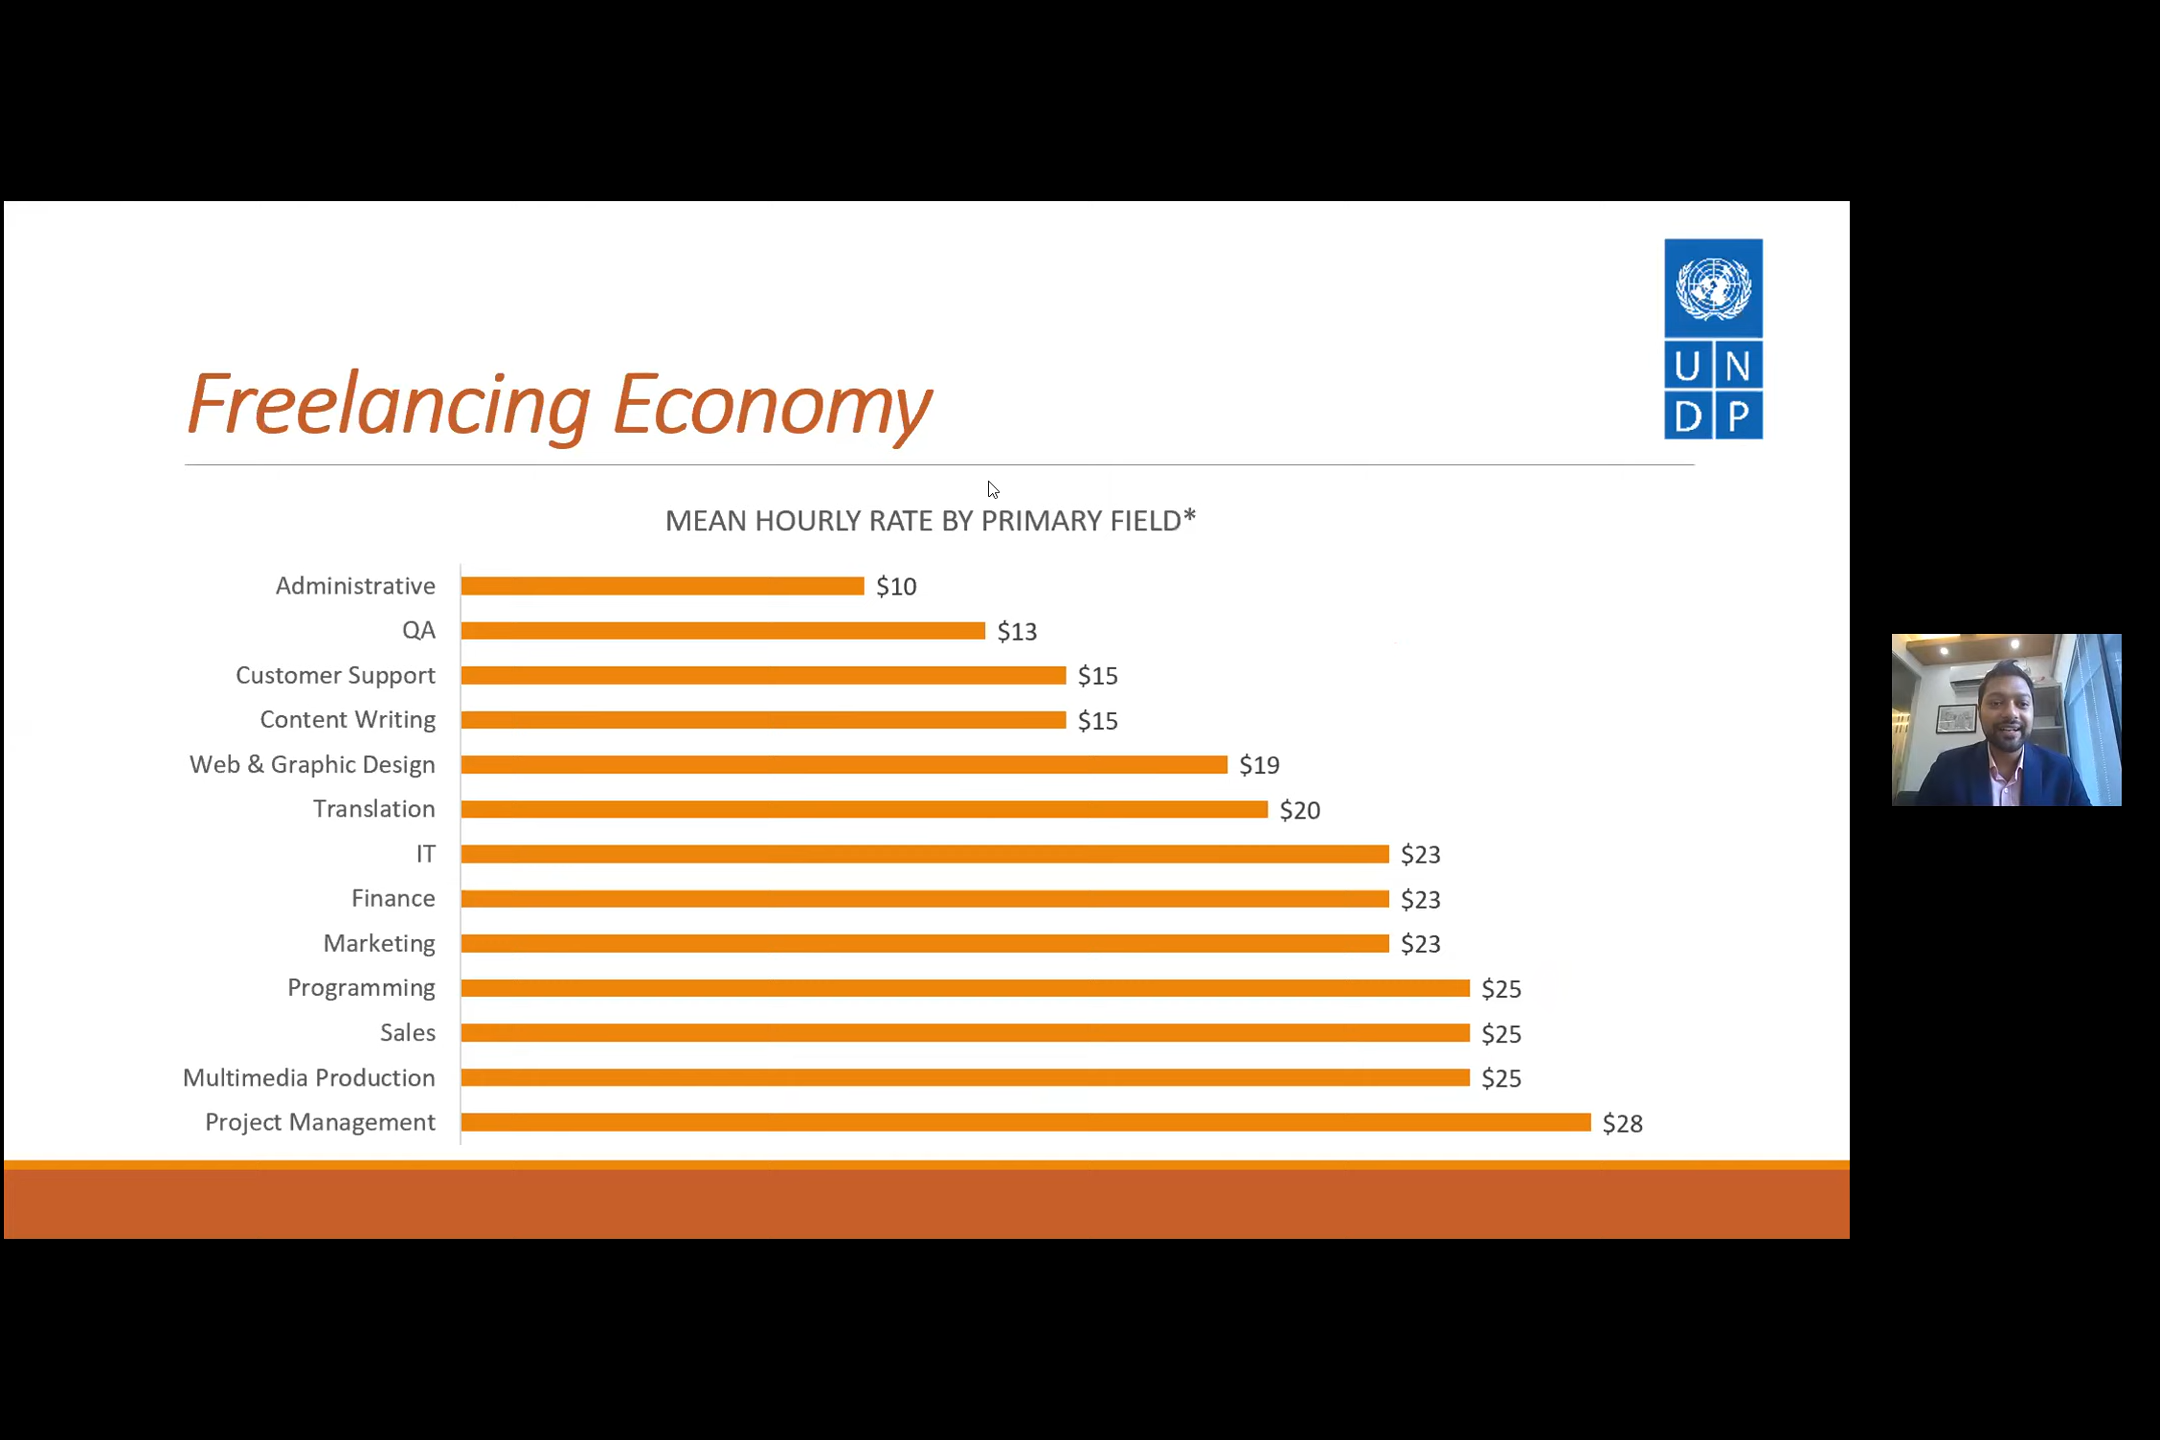 U N
D P
Freelancing Economy
MEAN HOURLY RATE BY PRIMARY FIELD*
Administrative $10
QA $13
Customer Support $15
Content Writing $15
Web & Graphic Design $19
Translation $20
IT $23
Finance $23
Marketing $23
Programming $25
Sales $25
Multimedia Production $25
Project Management $28